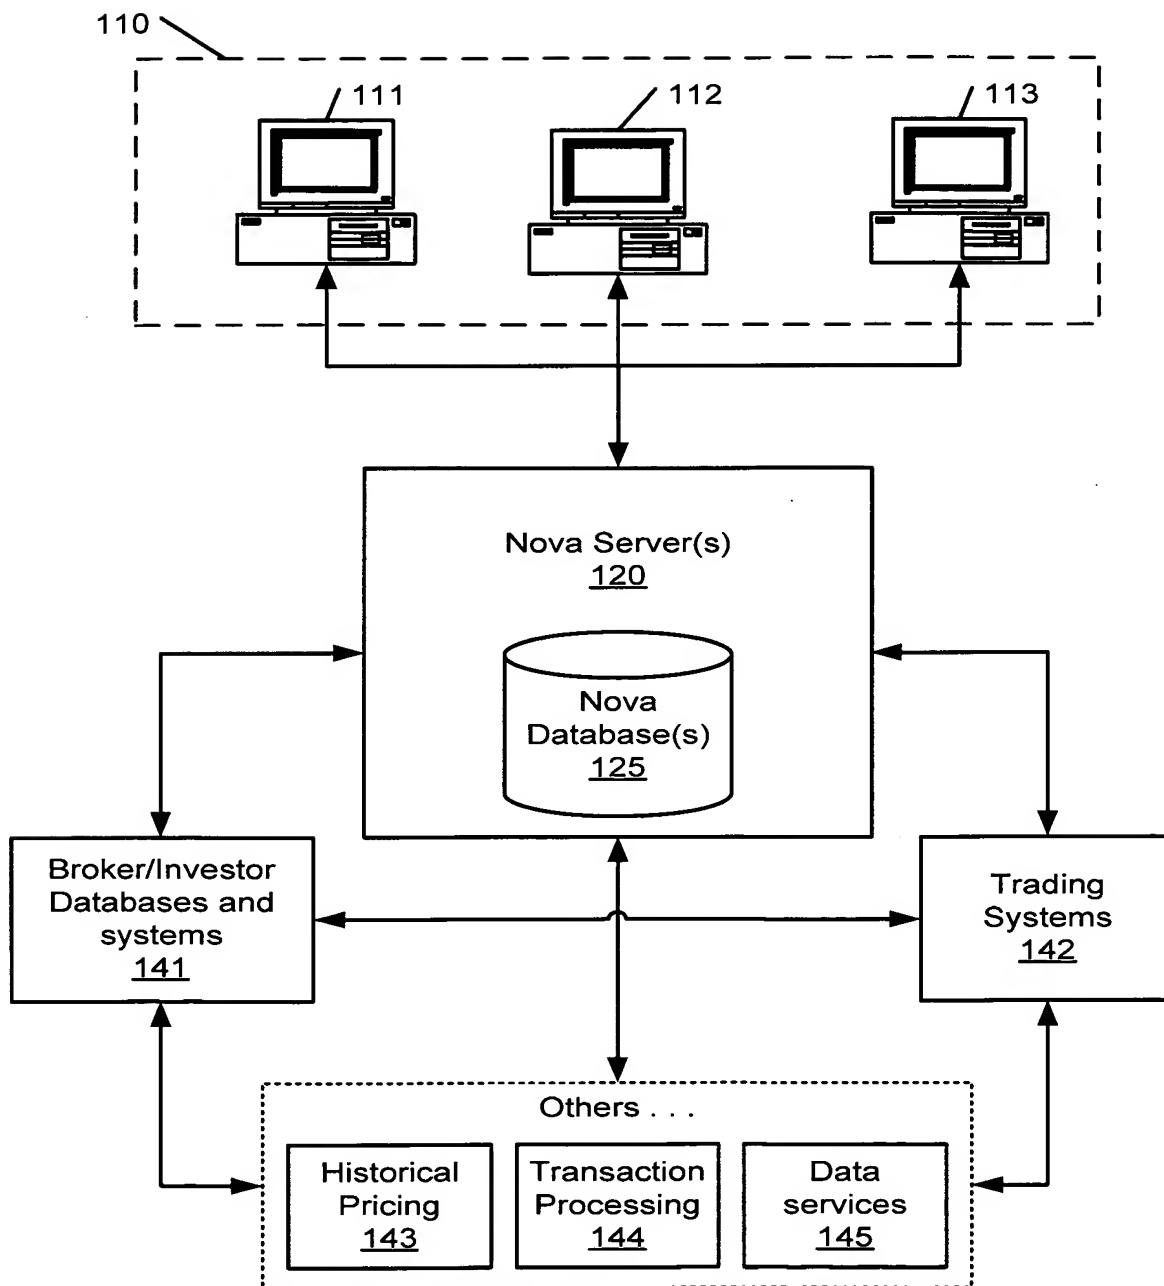 110
111
112
113
Nova Server(s)
120
Nova
Database(s)
125
Broker/Investor
Databases and
systems
141
Trading
Systems
142
Others . . .
Historical
Pricing
143
Transaction
Processing
144
Data
services
145